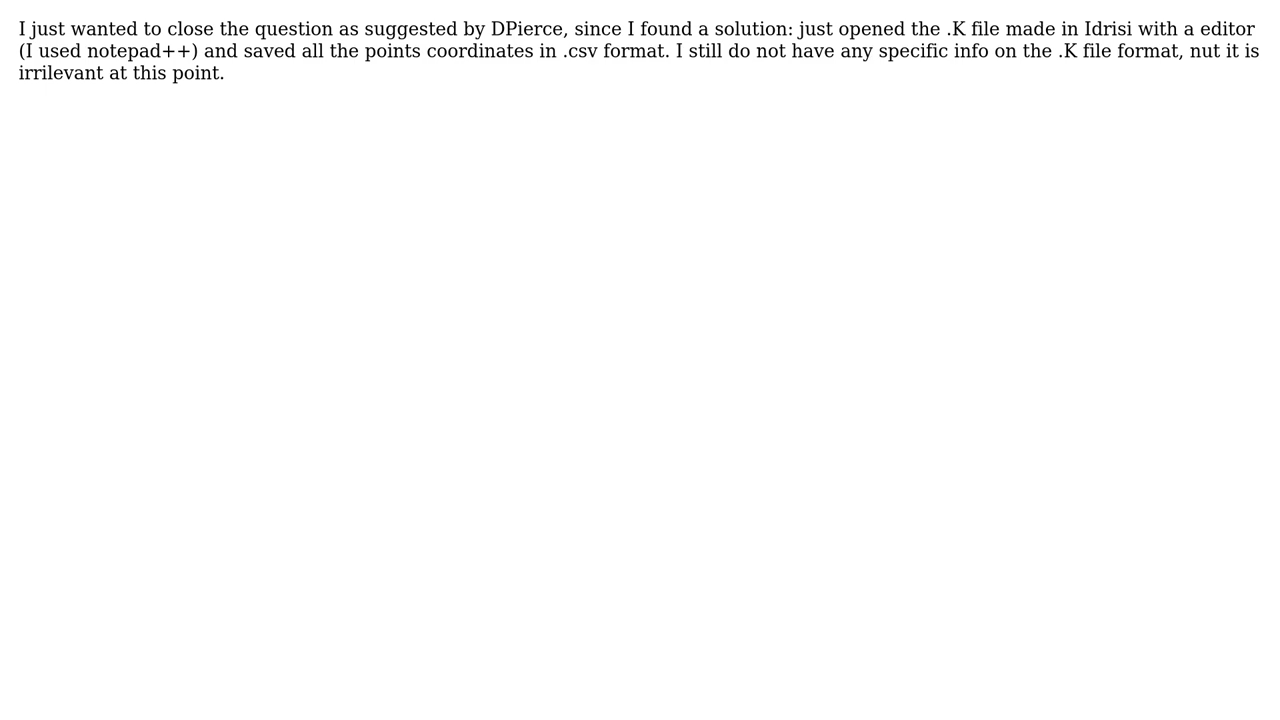 I just wanted to close the question as suggested by DPierce, since I found a solution: just opened the .K file made in Idrisi with a editor
(I used notepad++) and saved all the points coordinates in .csv format. I still do not have any specific info on the .K file format, nut it is
irrilevant at this point.